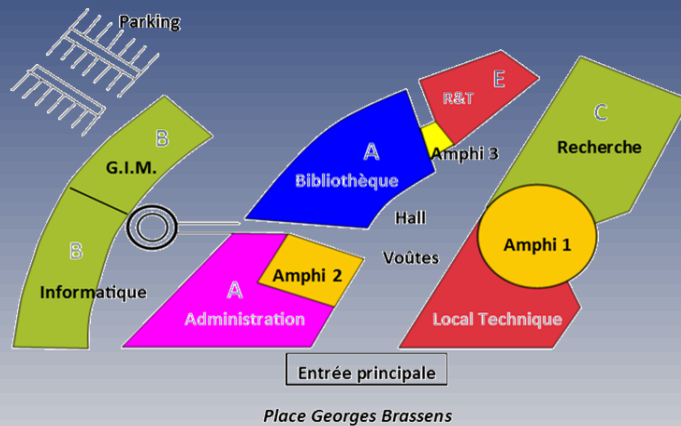 Parking
E
R&T
B
G.I.M.
A
Bibliothèque
Amphi 3
C
Recherche
Hall
Voûtes
Amphi 1
B
Informatique
Amphi 2
A
Administration
Local Technique
Entrée principale
Place Georges Brassens